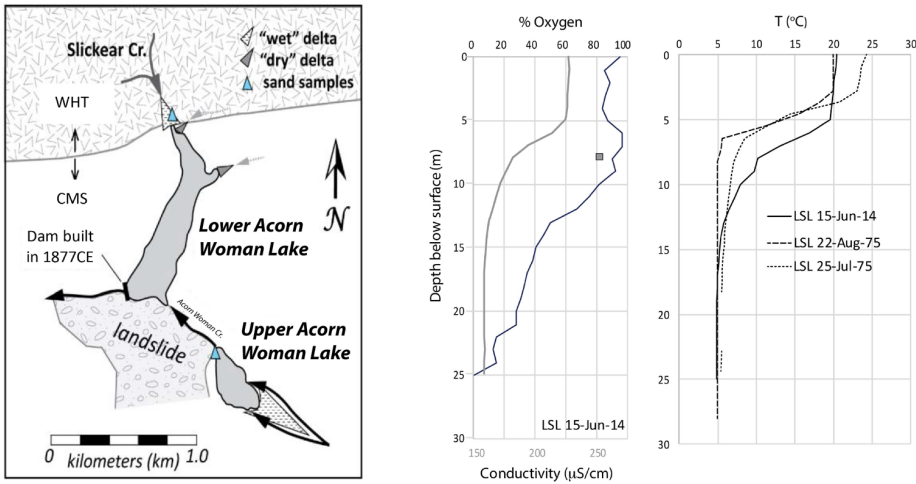 Slickear Cr.
"wet" delta
"dry" delta
sand samples
WHT
CMS
N
Dam built
in 1877CE
Lower Acorn
Woman Lake
Acorn Woman Cr.
landslide
Upper Acorn
Woman Lake
0 kilometers (km) 1.0
% Oxygen
0 20 40 60 80 100
Depth below surface (m)
0
5
10
15
20
25
30
LSL 15-Jun-14
150 200 250
Conductivity (µS/cm)
T (°C)
0 5 10 15 20 25 30
0
5
10
15
20
25
30
LSL 15-Jun-14
LSL 22-Aug-75
LSL 25-Jul-75